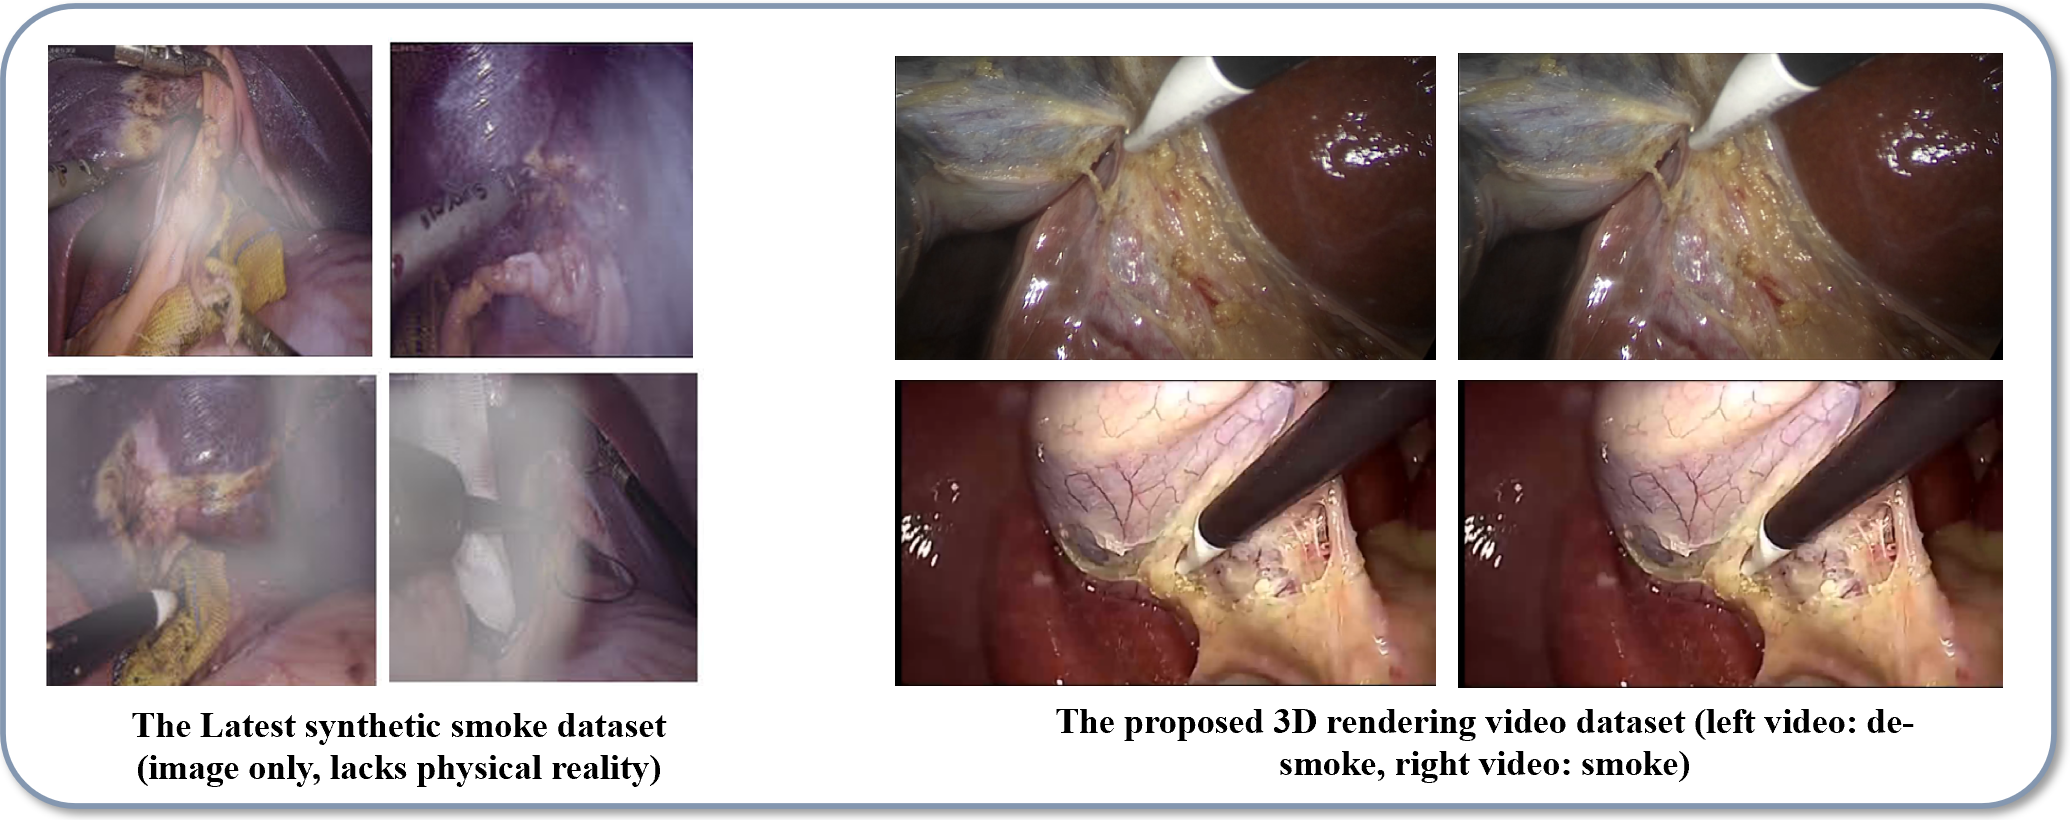 The Latest synthetic smoke dataset
(image only, lacks physical reality)
The proposed 3D rendering video dataset (left video: de-
smoke, right video: smoke)